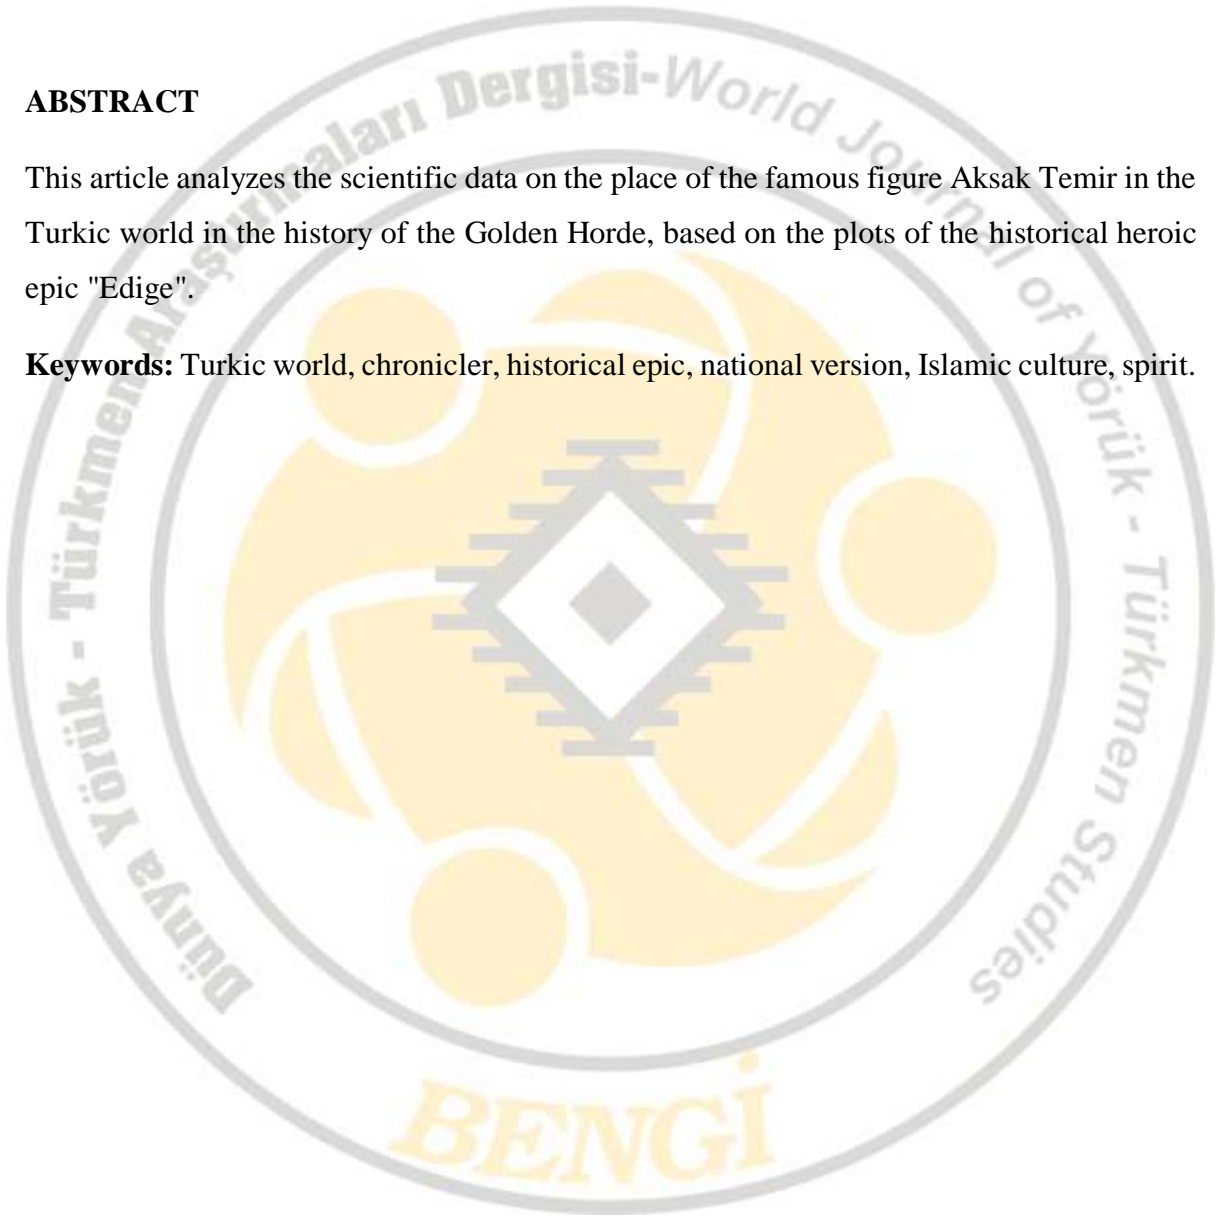 ABSTRACT
This article analyzes the scientific data on the place of the famous figure Aksak Temir in the
Turkic world in the history of the Golden Horde, based on the plots of the historical heroic
epic "Edige".
Keywords: Turkic world, chronicler, historical epic, national version, Islamic culture, spirit.
Dünya Yörük - Türkmen Araştırmaları Dergisi-World Journal of Yörük - Türkmen Studies
BENGİ